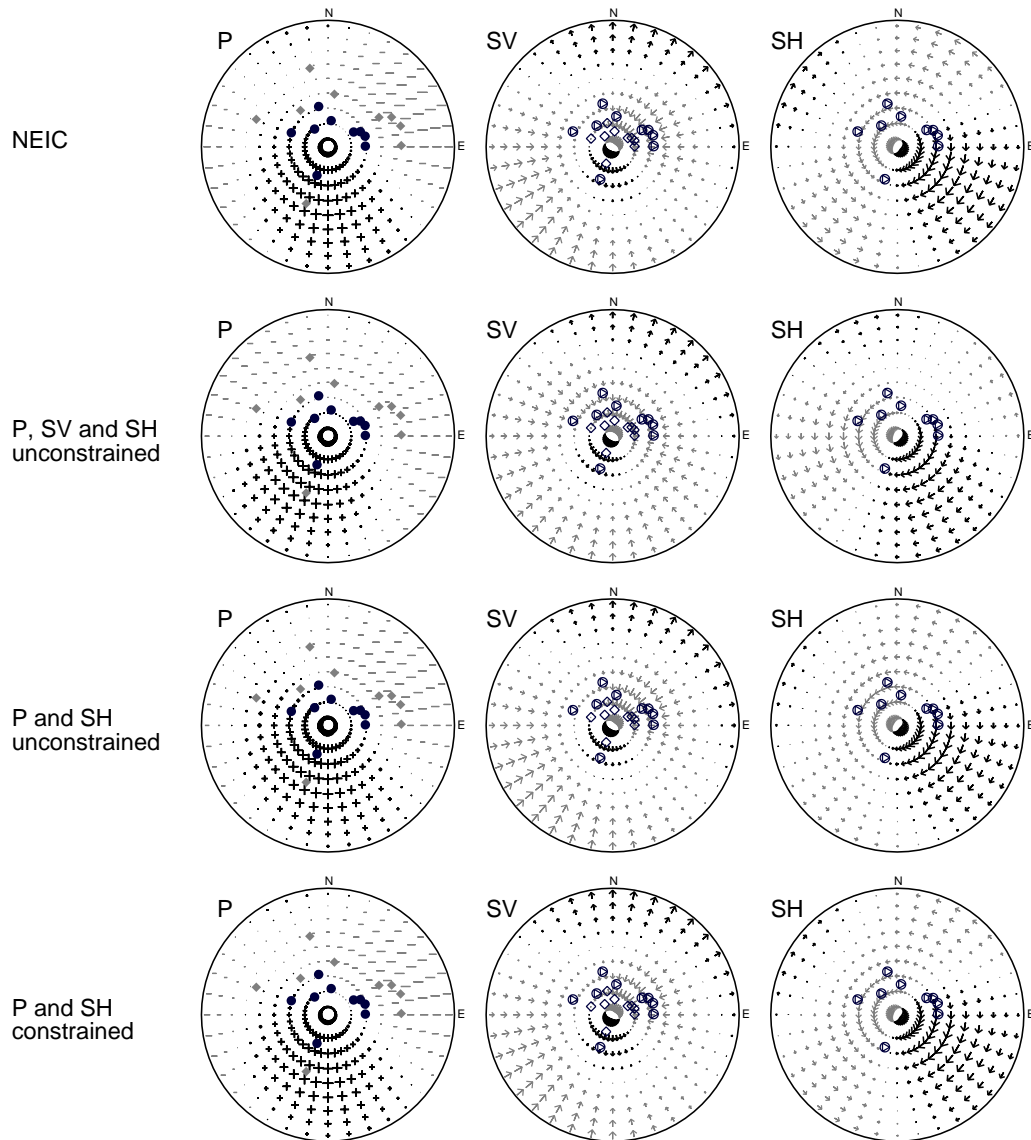 N N N
P SV SH
NEIC
E E
N N N
P SV SH
P, SV and SH
unconstrained
E E
N N N
P SV SH
P and SH
unconstrained
E E
N N N
P SV SH
P and SH
constrained
E E